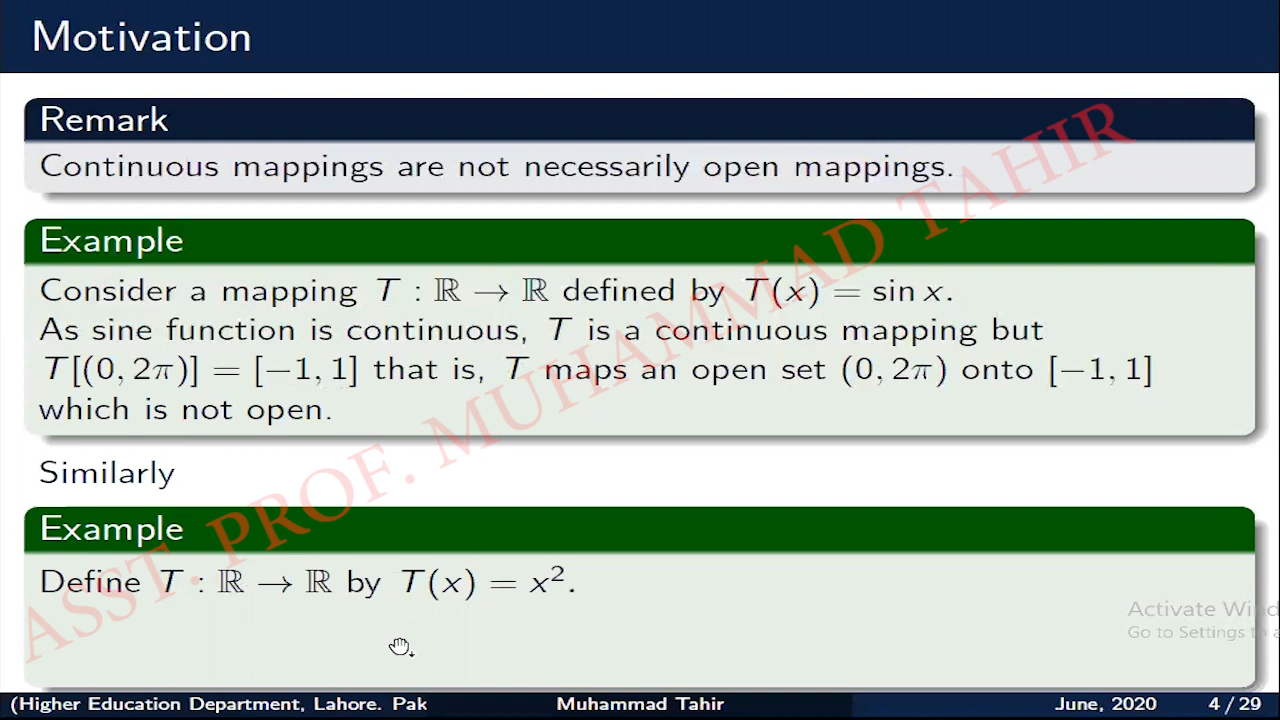 Motivation
Remark
Continuous mappings are not necessarily open mappings.
Example
Consider a mapping T : ℝ → ℝ defined by T(x) = sin x.
As sine function is continuous, T is a continuous mapping but
T[(0, 2π)] = [−1, 1] that is, T maps an open set (0, 2π) onto [−1, 1]
which is not open.
Similarly
Example
Define T : ℝ → ℝ by T(x) = x².
ASST. PROF. MUHAMMAD TAHIR
Activate Wind
Go to Settings to a
(Higher Education Department, Lahore. Pak Muhammad Tahir June, 2020 4 / 29